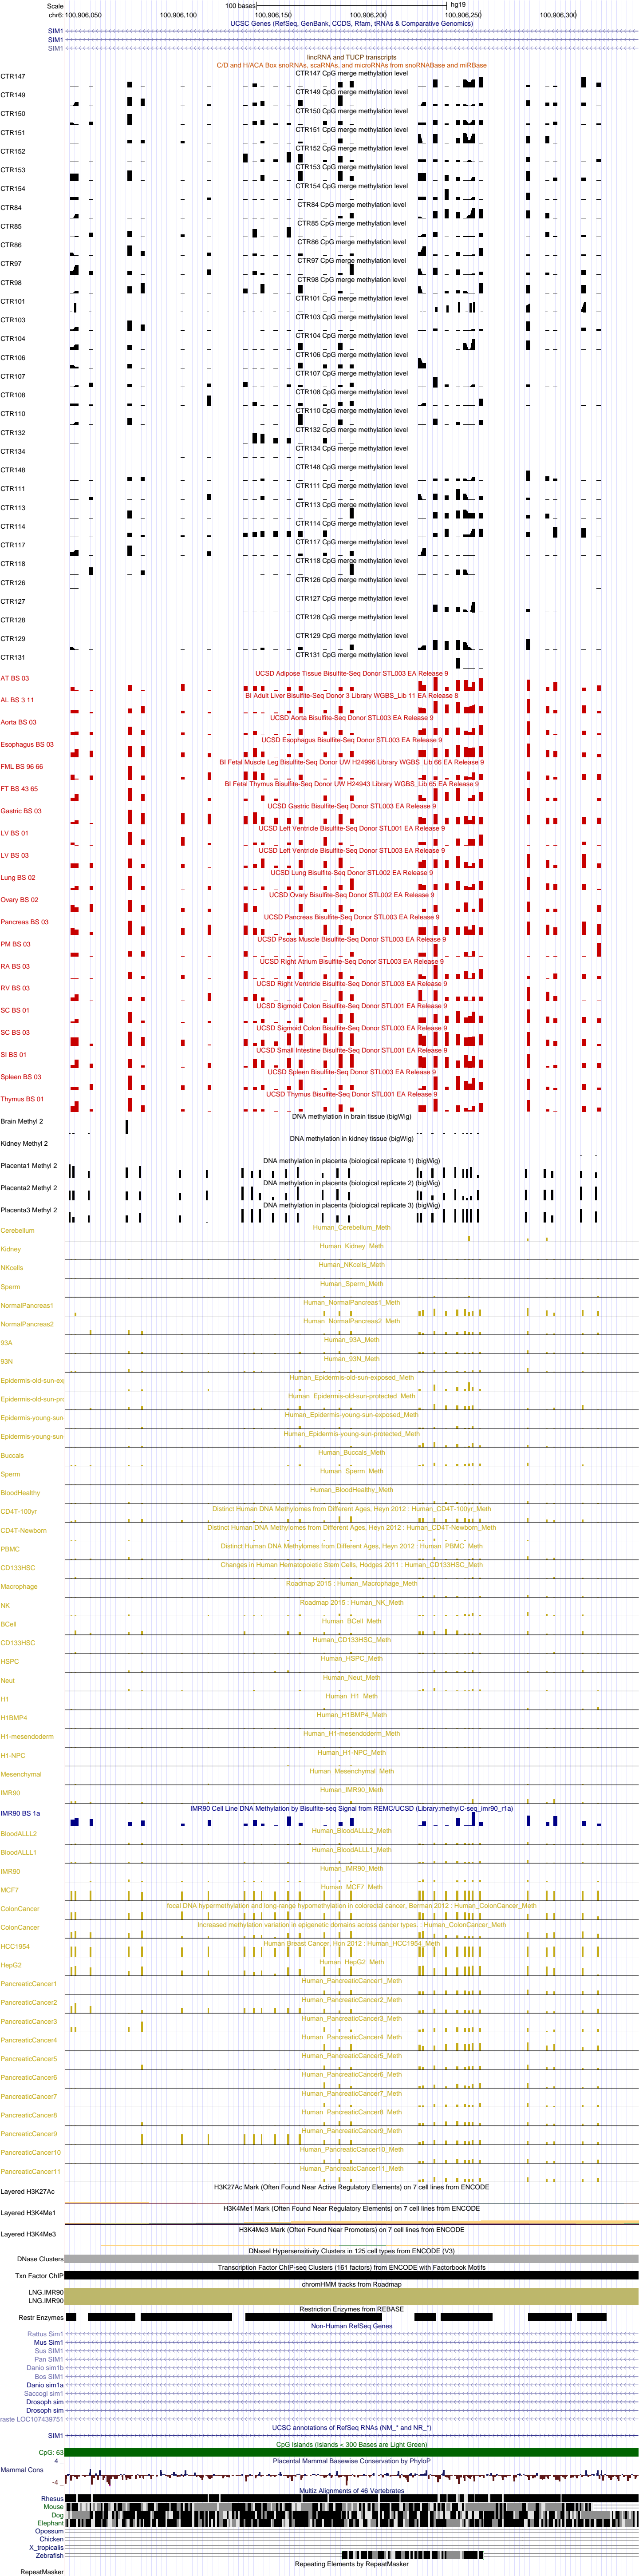 Scale 100 bases hg19
chr6: 100,906,050 100,906,100 100,906,150 100,906,200 100,906,250 100,906,300
UCSC Genes (RefSeq, GenBank, CCDS, Rfam, tRNAs & Comparative Genomics)
SIM1
SIM1
SIM1
lincRNA and TUCP transcripts
C/D and H/ACA Box snoRNAs, scaRNAs, and microRNAs from snoRNABase and miRBase
CTR147 CpG merge methylation level
CTR147
CTR149 CpG merge methylation level
CTR149
CTR150 CpG merge methylation level
CTR150
CTR151 CpG merge methylation level
CTR151
CTR152 CpG merge methylation level
CTR152
CTR153 CpG merge methylation level
CTR153
CTR154 CpG merge methylation level
CTR154
CTR84 CpG merge methylation level
CTR84
CTR85 CpG merge methylation level
CTR85
CTR86 CpG merge methylation level
CTR86
CTR97 CpG merge methylation level
CTR97
CTR98 CpG merge methylation level
CTR98
CTR101 CpG merge methylation level
CTR101
CTR103 CpG merge methylation level
CTR103
CTR104 CpG merge methylation level
CTR104
CTR106 CpG merge methylation level
CTR106
CTR107 CpG merge methylation level
CTR107
CTR108 CpG merge methylation level
CTR108
CTR110 CpG merge methylation level
CTR110
CTR132 CpG merge methylation level
CTR132
CTR134 CpG merge methylation level
CTR134
CTR148 CpG merge methylation level
CTR148
CTR111 CpG merge methylation level
CTR111
CTR113 CpG merge methylation level
CTR113
CTR114 CpG merge methylation level
CTR114
CTR117 CpG merge methylation level
CTR117
CTR118 CpG merge methylation level
CTR118
CTR126 CpG merge methylation level
CTR126
CTR127 CpG merge methylation level
CTR127
CTR128 CpG merge methylation level
CTR128
CTR129 CpG merge methylation level
CTR129
CTR131 CpG merge methylation level
CTR131
UCSD Adipose Tissue Bisulfite-Seq Donor STL003 EA Release 9
AT BS 03
BI Adult Liver Bisulfite-Seq Donor 3 Library WGBS_Lib 11 EA Release 8
AL BS 3 11
UCSD Aorta Bisulfite-Seq Donor STL003 EA Release 9
Aorta BS 03
UCSD Esophagus Bisulfite-Seq Donor STL003 EA Release 9
Esophagus BS 03
BI Fetal Muscle Leg Bisulfite-Seq Donor UW H24996 Library WGBS_Lib 66 EA Release 9
FML BS 96 66
BI Fetal Thymus Bisulfite-Seq Donor UW H24943 Library WGBS_Lib 65 EA Release 9
FT BS 43 65
UCSD Gastric Bisulfite-Seq Donor STL003 EA Release 9
Gastric BS 03
UCSD Left Ventricle Bisulfite-Seq Donor STL001 EA Release 9
LV BS 01
UCSD Left Ventricle Bisulfite-Seq Donor STL003 EA Release 9
LV BS 03
UCSD Lung Bisulfite-Seq Donor STL002 EA Release 9
Lung BS 02
UCSD Ovary Bisulfite-Seq Donor STL002 EA Release 9
Ovary BS 02
UCSD Pancreas Bisulfite-Seq Donor STL003 EA Release 9
Pancreas BS 03
UCSD Psoas Muscle Bisulfite-Seq Donor STL003 EA Release 9
PM BS 03
UCSD Right Atrium Bisulfite-Seq Donor STL003 EA Release 9
RA BS 03
UCSD Right Ventricle Bisulfite-Seq Donor STL003 EA Release 9
RV BS 03
UCSD Sigmoid Colon Bisulfite-Seq Donor STL001 EA Release 9
SC BS 01
UCSD Sigmoid Colon Bisulfite-Seq Donor STL003 EA Release 9
SC BS 03
UCSD Small Intestine Bisulfite-Seq Donor STL001 EA Release 9
SI BS 01
UCSD Spleen Bisulfite-Seq Donor STL003 EA Release 9
Spleen BS 03
UCSD Thymus Bisulfite-Seq Donor STL001 EA Release 9
Thymus BS 01
DNA methylation in brain tissue (bigWig)
Brain Methyl 2
DNA methylation in kidney tissue (bigWig)
Kidney Methyl 2
DNA methylation in placenta (biological replicate 1) (bigWig)
Placenta1 Methyl 2
DNA methylation in placenta (biological replicate 2) (bigWig)
Placenta2 Methyl 2
DNA methylation in placenta (biological replicate 3) (bigWig)
Placenta3 Methyl 2
Human_Cerebellum_Meth
Cerebellum
Human_Kidney_Meth
Kidney
Human_NKcells_Meth
NKcells
Human_Sperm_Meth
Sperm
Human_NormalPancreas1_Meth
NormalPancreas1
Human_NormalPancreas2_Meth
NormalPancreas2
Human_93A_Meth
93A
Human_93N_Meth
93N
Human_Epidermis-old-sun-exposed_Meth
Epidermis-old-sun-ex
Human_Epidermis-old-sun-protected_Meth
Epidermis-old-sun-pr
Human_Epidermis-young-sun-exposed_Meth
Epidermis-young-sun
Human_Epidermis-young-sun-protected_Meth
Epidermis-young-sun
Human_Buccals_Meth
Buccals
Human_Sperm_Meth
Sperm
Human_BloodHealthy_Meth
BloodHealthy
Distinct Human DNA Methylomes from Different Ages, Heyn 2012 : Human_CD4T-100yr_Meth
CD4T-100yr
Distinct Human DNA Methylomes from Different Ages, Heyn 2012 : Human_CD4T-Newborn_Meth
CD4T-Newborn
Distinct Human DNA Methylomes from Different Ages, Heyn 2012 : Human_PBMC_Meth
PBMC
Changes in Human Hematopoietic Stem Cells, Hodges 2011 : Human_CD133HSC_Meth
CD133HSC
Roadmap 2015 : Human_Macrophage_Meth
Macrophage
Roadmap 2015 : Human_NK_Meth
NK
Human_BCell_Meth
BCell
Human_CD133HSC_Meth
CD133HSC
Human_HSPC_Meth
HSPC
Human_Neut_Meth
Neut
Human_H1_Meth
H1
Human_H1BMP4_Meth
H1BMP4
Human_H1-mesendoderm_Meth
H1-mesendoderm
Human_H1-NPC_Meth
H1-NPC
Human_Mesenchymal_Meth
Mesenchymal
Human_IMR90_Meth
IMR90
IMR90 Cell Line DNA Methylation by Bisulfite-seq Signal from REMC/UCSD (Library:methylC-seq_imr90_r1a)
IMR90 BS 1a
Human_BloodALLL2_Meth
BloodALLL2
Human_BloodALLL1_Meth
BloodALLL1
Human_IMR90_Meth
IMR90
Human_MCF7_Meth
MCF7
focal DNA hypermethylation and long-range hypomethylation in colorectal cancer, Berman 2012 : Human_ColonCancer_Meth
ColonCancer
Increased methylation variation in epigenetic domains across cancer types. : Human_ColonCancer_Meth
ColonCancer
Human Breast Cancer, Hon 2012 : Human_HCC1954_Meth
HCC1954
Human_HepG2_Meth
HepG2
Human_PancreaticCancer1_Meth
PancreaticCancer1
Human_PancreaticCancer2_Meth
PancreaticCancer2
Human_PancreaticCancer3_Meth
PancreaticCancer3
Human_PancreaticCancer4_Meth
PancreaticCancer4
Human_PancreaticCancer5_Meth
PancreaticCancer5
Human_PancreaticCancer6_Meth
PancreaticCancer6
Human_PancreaticCancer7_Meth
PancreaticCancer7
Human_PancreaticCancer8_Meth
PancreaticCancer8
Human_PancreaticCancer9_Meth
PancreaticCancer9
Human_PancreaticCancer10_Meth
PancreaticCancer10
Human_PancreaticCancer11_Meth
PancreaticCancer11
H3K27Ac Mark (Often Found Near Active Regulatory Elements) on 7 cell lines from ENCODE
Layered H3K27Ac
H3K4Me1 Mark (Often Found Near Regulatory Elements) on 7 cell lines from ENCODE
Layered H3K4Me1
H3K4Me3 Mark (Often Found Near Promoters) on 7 cell lines from ENCODE
Layered H3K4Me3
DNaseI Hypersensitivity Clusters in 125 cell types from ENCODE (V3)
DNase Clusters
Transcription Factor ChIP-seq Clusters (161 factors) from ENCODE with Factorbook Motifs
Txn Factor ChIP
chromHMM tracks from Roadmap
LNG.IMR90
LNG.IMR90
Restriction Enzymes from REBASE
Restr Enzymes
Non-Human RefSeq Genes
Rattus Sim1
Mus Sim1
Sus SIM1
Pan SIM1
Danio sim1b
Bos SIM1
Danio sim1a
Saccogl sim1
Drosoph sim
Drosoph sim
raste LOC107439751
UCSC annotations of RefSeq RNAs (NM_* and NR_*)
SIM1
CpG Islands (Islands < 300 Bases are Light Green)
CpG: 63
Placental Mammal Basewise Conservation by PhyloP
4 _
Mammal Cons
-4 _
Multiz Alignments of 46 Vertebrates
Rhesus
Mouse
Dog
Elephant
Opossum
Chicken
X_tropicalis
Zebrafish
Repeating Elements by RepeatMasker
RepeatMasker